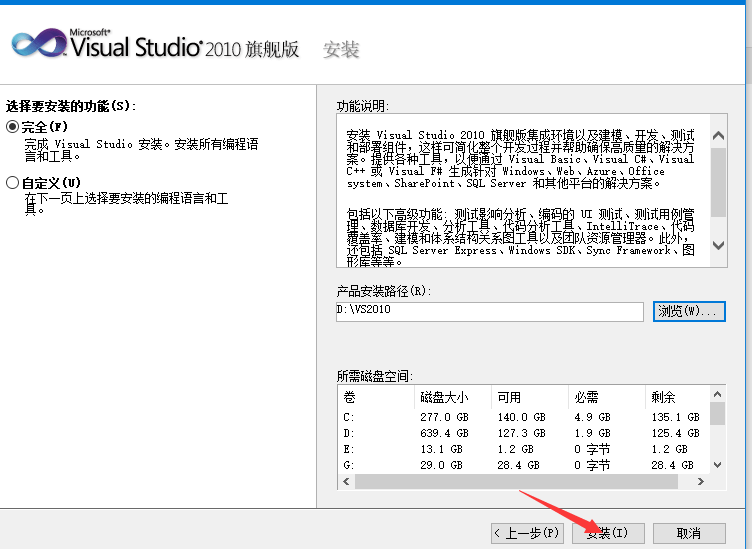 Microsoft®
Visual Studio® 2010 旗舰版 安装
选择要安装的功能(S):
完全(F)
完成 Visual Studio 安装。安装所有编程语
言和工具。
自定义(U)
在下一页上选择要安装的编程语言和工
具。
功能说明:
安装 Visual Studio 2010 旗舰版集成环境以及建模、开发、测试
和部署组件，这样可简化整个开发过程并帮助确保高质量的解决方
案。提供各种工具，以便通过 Visual Basic、Visual C#、Visual
C++ 或 Visual F# 生成针对 Windows、Web、Azure、Office
system、SharePoint、SQL Server 和其他平台的解决方案。
包括以下高级功能: 测试影响分析、编码的 UI 测试、测试用例管
理、数据库开发、分析工具、代码分析工具、IntelliTrace、代码
覆盖率、建模和体系结构关系图工具以及团队资源管理器。此外，
还包括 SQL Server Express、Windows SDK、Sync Framework、图
形库等等。
产品安装路径(R):
D:\VS2010
浏览(W)...
所需磁盘空间:
卷 磁盘大小 可用 必需 剩余
C: 277.0 GB 140.0 GB 4.9 GB 135.1 GB
D: 639.4 GB 127.3 GB 1.9 GB 125.4 GB
E: 13.1 GB 1.2 GB 0 字节 1.2 GB
G: 29.0 GB 28.4 GB 0 字节 28.4 GB
< 上一步(P) 安装(I) 取消